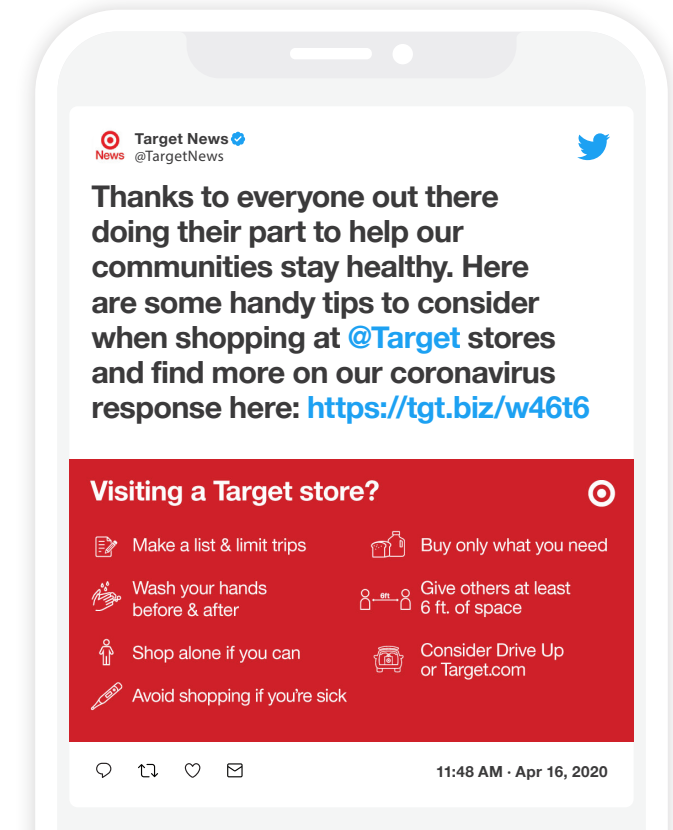 Target News
News @TargetNews
Thanks to everyone out there
doing their part to help our
communities stay healthy. Here
are some handy tips to consider
when shopping at @Target stores
and find more on our coronavirus
response here: https://tgt.biz/w46t6
Visiting a Target store?
Make a list & limit trips
Wash your hands
before & after
Shop alone if you can
Avoid shopping if you're sick
Buy only what you need
6ft
Give others at least
6 ft. of space
Consider Drive Up
or Target.com
11:48 AM · Apr 16, 2020